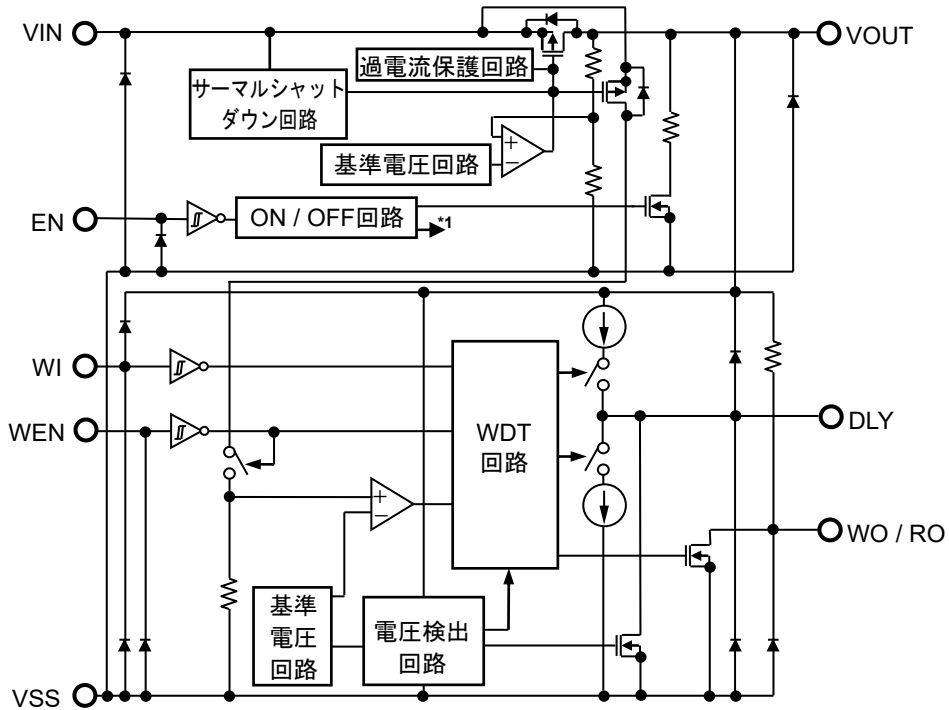 VIN
VOUT
過電流保護回路
サーマルシャット
ダウン回路
+
−
基準電圧回路
EN
ON / OFF回路
*1
WI
WEN
WDT
回路
DLY
+
−
WO / RO
基準
電圧
回路
電圧検出
回路
VSS